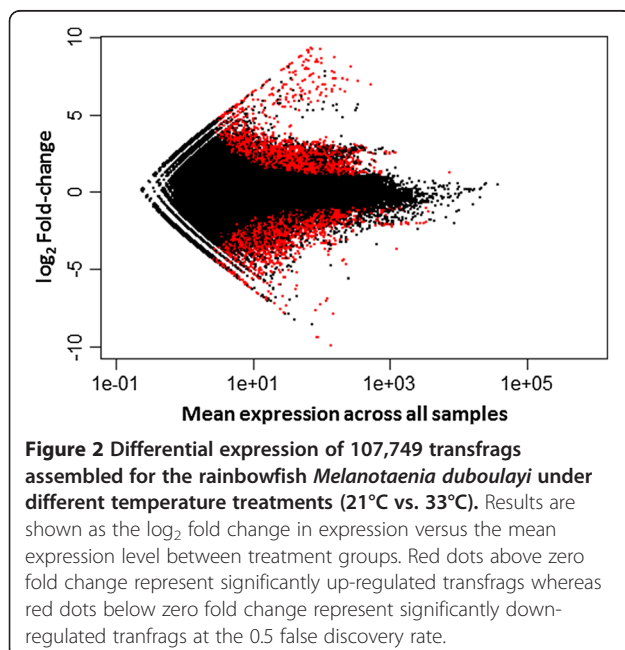 10
5
0
-5
-10
log2 Fold-change
1e-01 1e+01 1e+03 1e+05
Mean expression across all samples
Figure 2 Differential expression of 107,749 transfrags
assembled for the rainbowfish Melanotaenia duboulayi under
different temperature treatments (21°C vs. 33°C). Results are
shown as the log2 fold change in expression versus the mean
expression level between treatment groups. Red dots above zero
fold change represent significantly up-regulated transfrags whereas
red dots below zero fold change represent significantly down-
regulated tranfrags at the 0.5 false discovery rate.